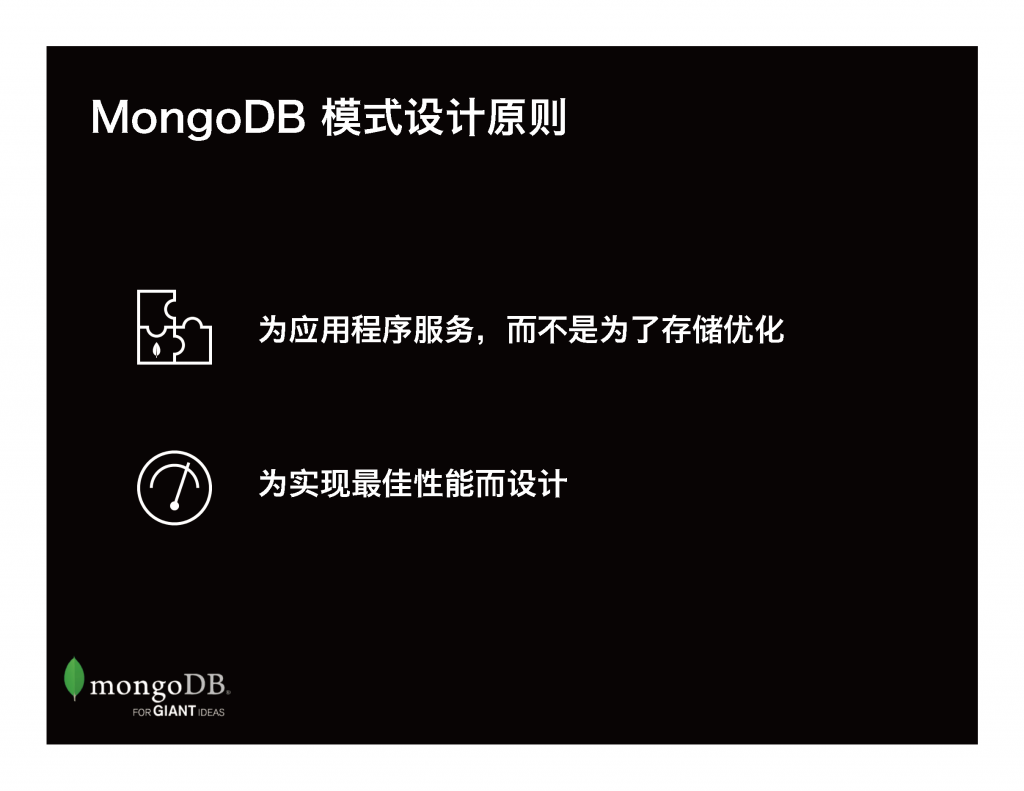 MongoDB 模式设计原则
为应用程序服务，而不是为了存储优化
为实现最佳性能而设计
mongoDB®
FOR GIANT IDEAS